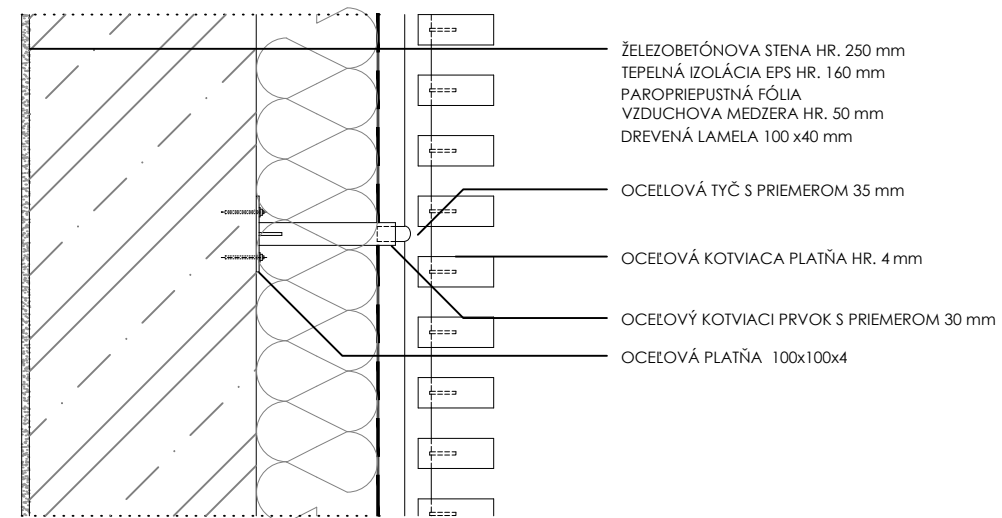 ŽELEZOBETÓNOVA STENA HR. 250 mm
TEPELNÁ IZOLÁCIA EPS HR. 160 mm
PAROPRIEPUSTNÁ FÓLIA
VZDUCHOVA MEDZERA HR. 50 mm
DREVENÁ LAMELA 100 x40 mm
OCEĽLOVÁ TYČ S PRIEMEROM 35 mm
OCEĽOVÁ KOTVIACA PLATŇA HR. 4 mm
OCEĽOVÝ KOTVIACI PRVOK S PRIEMEROM 30 mm
OCEĽOVÁ PLATŇA 100x100x4